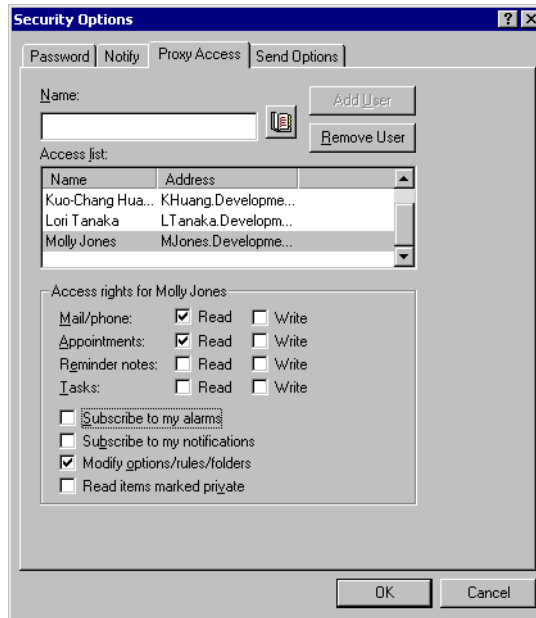 Security Options
Password Notify Proxy Access Send Options
Name:
Add User
Remove User
Access list:
Name Address
Kuo-Chang Hua... KHuang.Developme...
Lori Tanaka LTanaka.Developm...
Molly Jones MJones.Developme...
Access rights for Molly Jones
Mail/phone: Read Write
Appointments: Read Write
Reminder notes: Read Write
Tasks: Read Write
Subscribe to my alarms
Subscribe to my notifications
Modify options/rules/folders
Read items marked private
OK Cancel